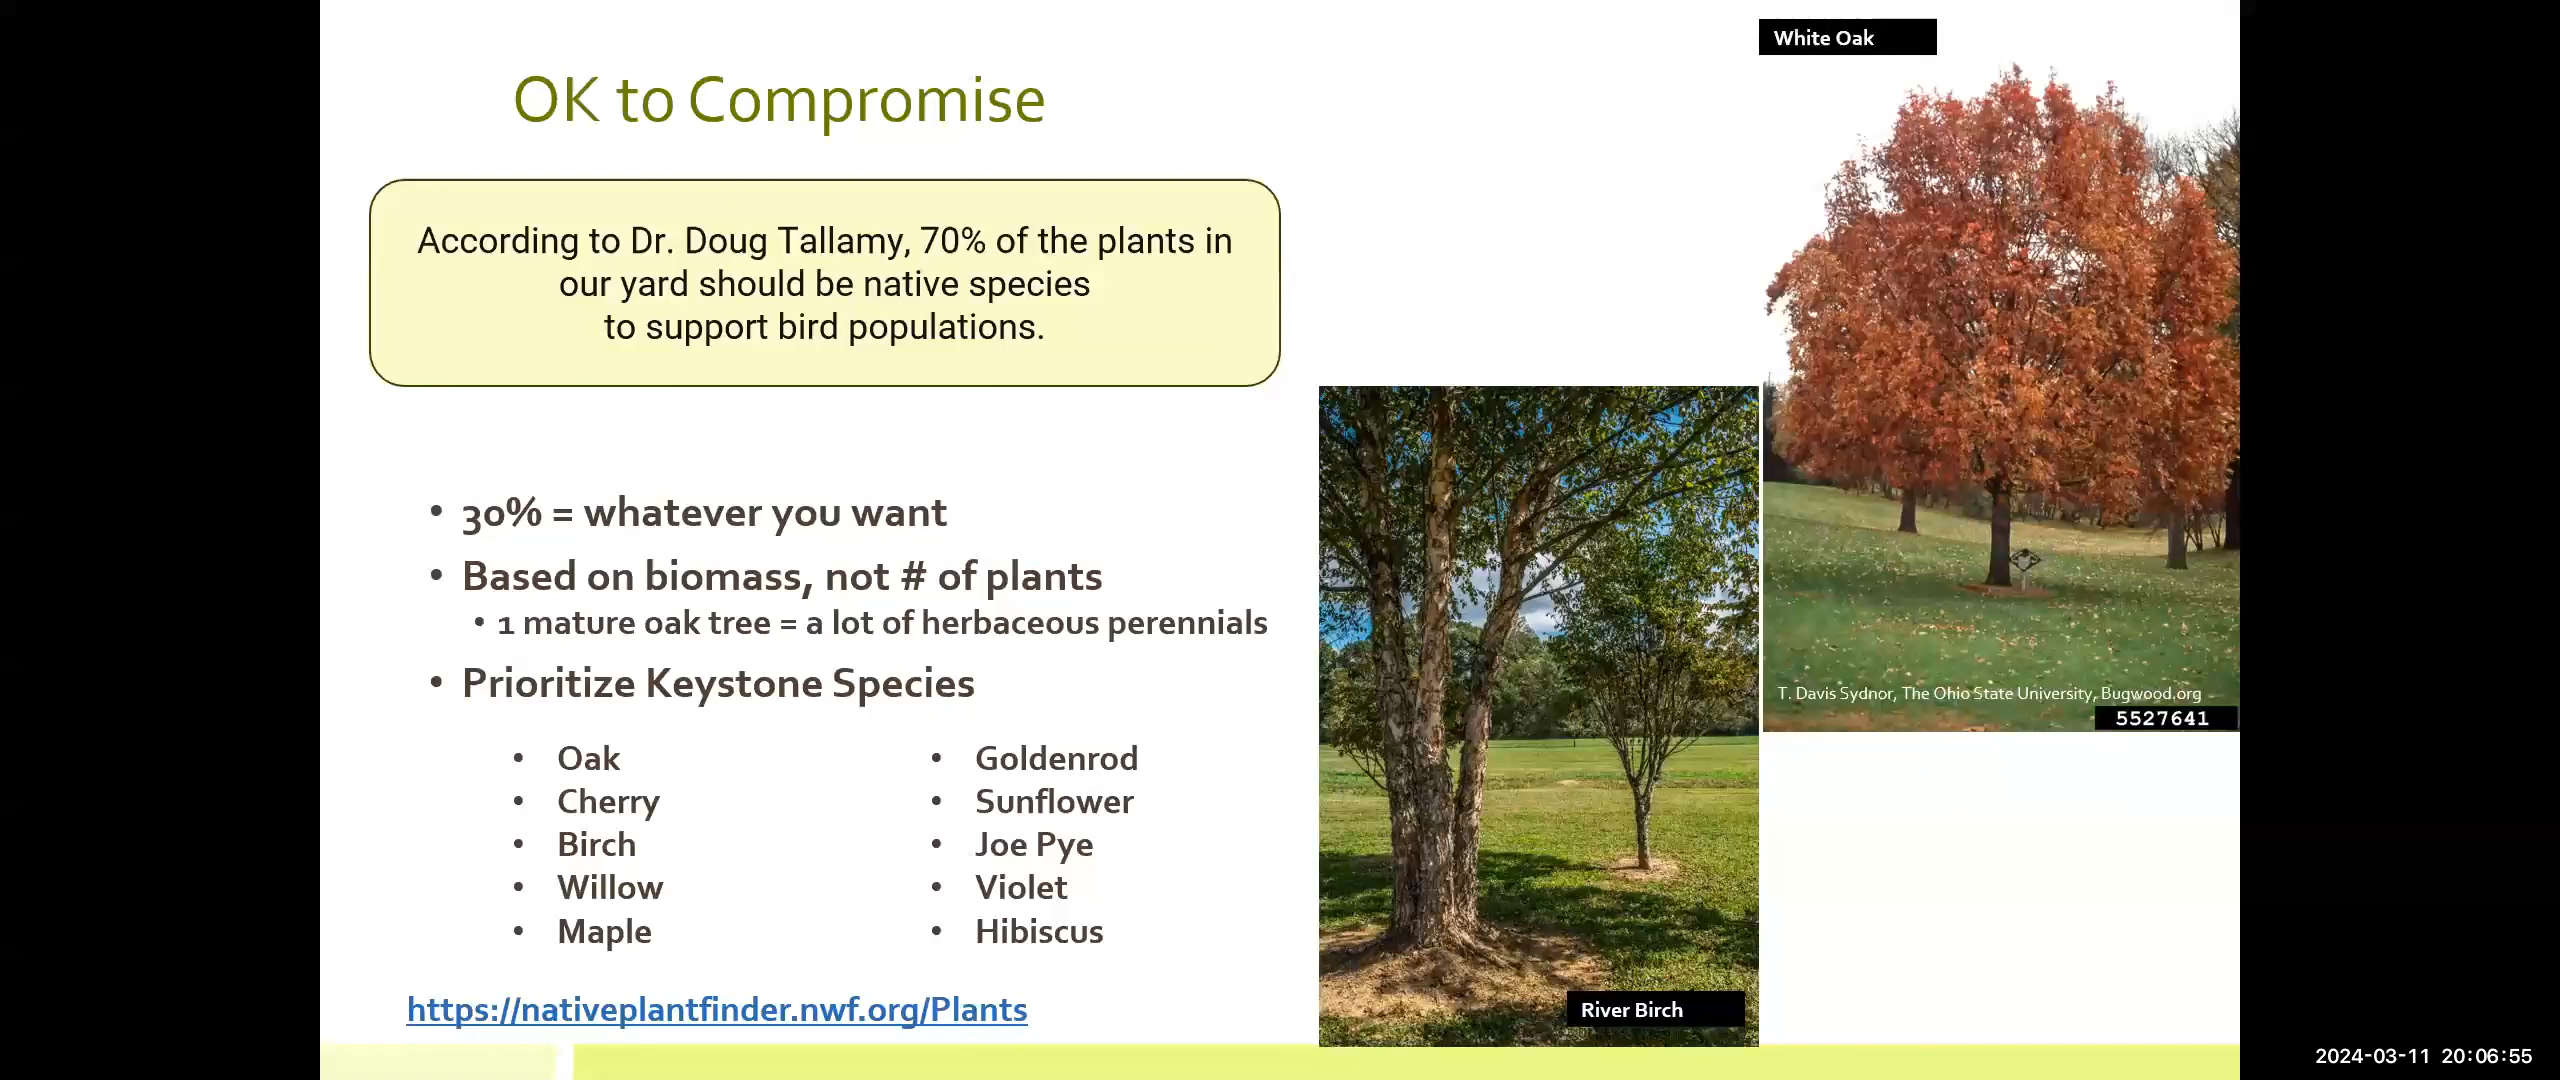 White Oak
OK to Compromise
According to Dr. Doug Tallamy, 70% of the plants in
our yard should be native species
to support bird populations.
• 30% = whatever you want
• Based on biomass, not # of plants
• 1 mature oak tree = a lot of herbaceous perennials
• Prioritize Keystone Species
• Oak
• Cherry
• Birch
• Willow
• Maple
• Goldenrod
• Sunflower
• Joe Pye
• Violet
• Hibiscus
https://nativeplantfinder.nwf.org/Plants
T. Davis Sydnor, The Ohio State University, Bugwood.org
5527641
River Birch
2024-03-11 20:06:55